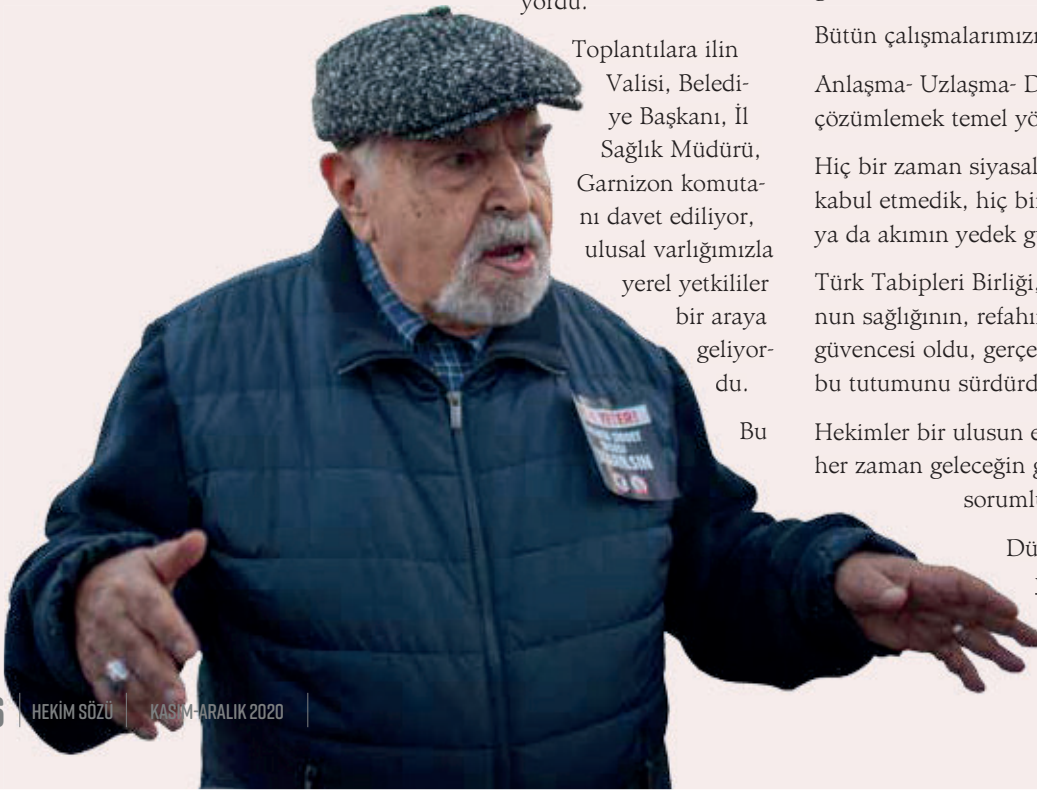 yordu.
Toplantılara ilin
Valisi, Beledi-
ye Başkanı, İl
Sağlık Müdürü,
Garnizon komuta-
nı davet ediliyor,
ulusal varlığımızla
yerel yetkililer
bir araya
geliyor-
du.
Bu
Bütün çalışmalarımızı
Anlaşma- Uzlaşma- D
çözümlemek temel yö
Hiç bir zaman siyasal
kabul etmedik, hiç bir
ya da akımın yedek g
Türk Tabipleri Birliği,
nun sağlığının, refahı
güvencesi oldu, gerçe
bu tutumunu sürdürd
Hekimler bir ulusun e
her zaman geleceğin g
sorumlu
Dü
YETER!
HEKİM SÖZÜ
KASIM-ARALIK 2020